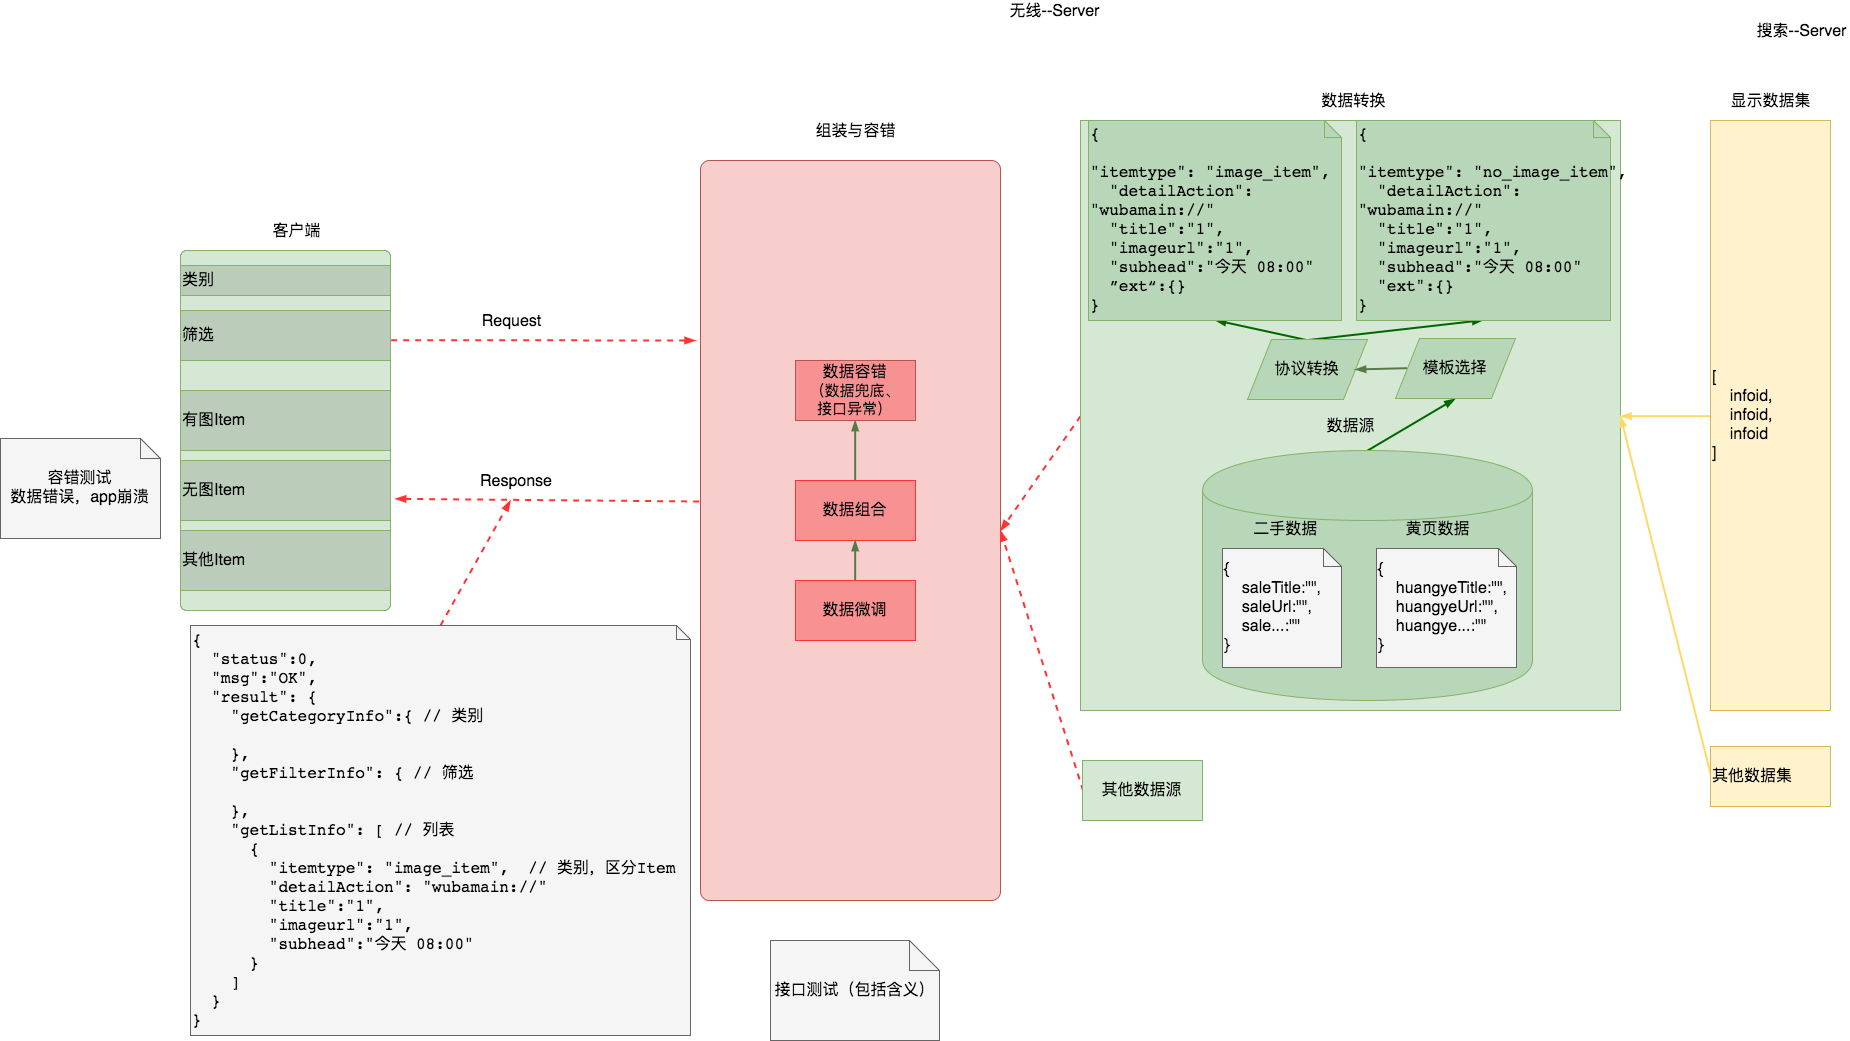 无线--Server
搜索--Server
客户端
类别
筛选
有图Item
无图Item
其他Item
容错测试
数据错误，app崩溃
Request
Response
{
  "status":0,
  "msg":"OK",
  "result": {
    "getCategoryInfo":{ // 类别
    },
    "getFilterInfo": { // 筛选
    },
    "getListInfo": [ // 列表
      {
        "itemtype": "image_item",  // 类别，区分Item
        "detailAction": "wubamain://"
        "title":"1",
        "imageurl":"1",
        "subhead":"今天 08:00"
      }
    ]
  }
}
组装与容错
数据容错
（数据兜底、
接口异常）
数据组合
数据微调
接口测试（包括含义）
数据转换
{
"itemtype": "image_item",
  "detailAction":
"wubamain://"
  "title":"1",
  "imageurl":"1",
  "subhead":"今天 08:00"
  ”ext“:{}
}
{
"itemtype": "no_image_item",
  "detailAction":
"wubamain://"
  "title":"1",
  "imageurl":"1",
  "subhead":"今天 08:00"
  "ext":{}
}
协议转换
模板选择
数据源
二手数据
{
    saleTitle:"",
    saleUrl:"",
    sale...:""
}
黄页数据
{
    huangyeTitle:"",
    huangyeUrl:"",
    huangye...:""
}
其他数据源
显示数据集
[
    infoid,
    infoid,
    infoid
]
其他数据集